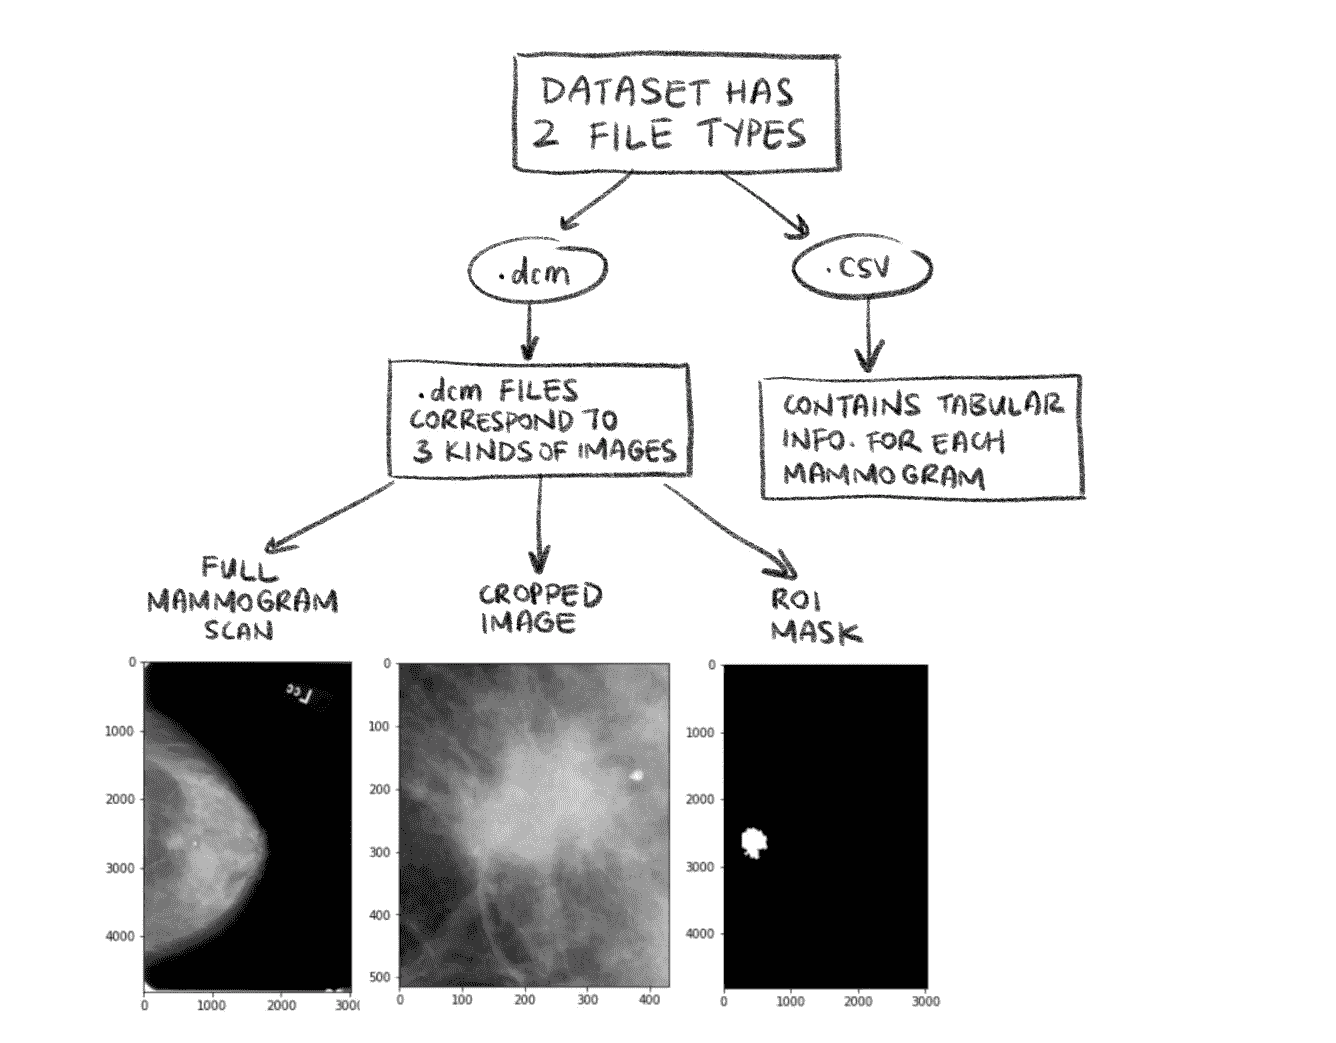 DATASET HAS
2 FILE TYPES
.dcm
.CSV
.dcm FILES
CORRESPOND TO
3 KINDS OF IMAGES
CONTAINS TABULAR
INFO. FOR EACH
MAMMOGRAM
FULL
MAMMOGRAM
SCAN
CROPPED
IMAGE
ROI
MASK
0
1000
2000
3000
4000
0
1000
2000
3000
LCC
0
100
200
300
400
500
0
100
200
300
400
0
1000
2000
3000
4000
0
1000
2000
3000